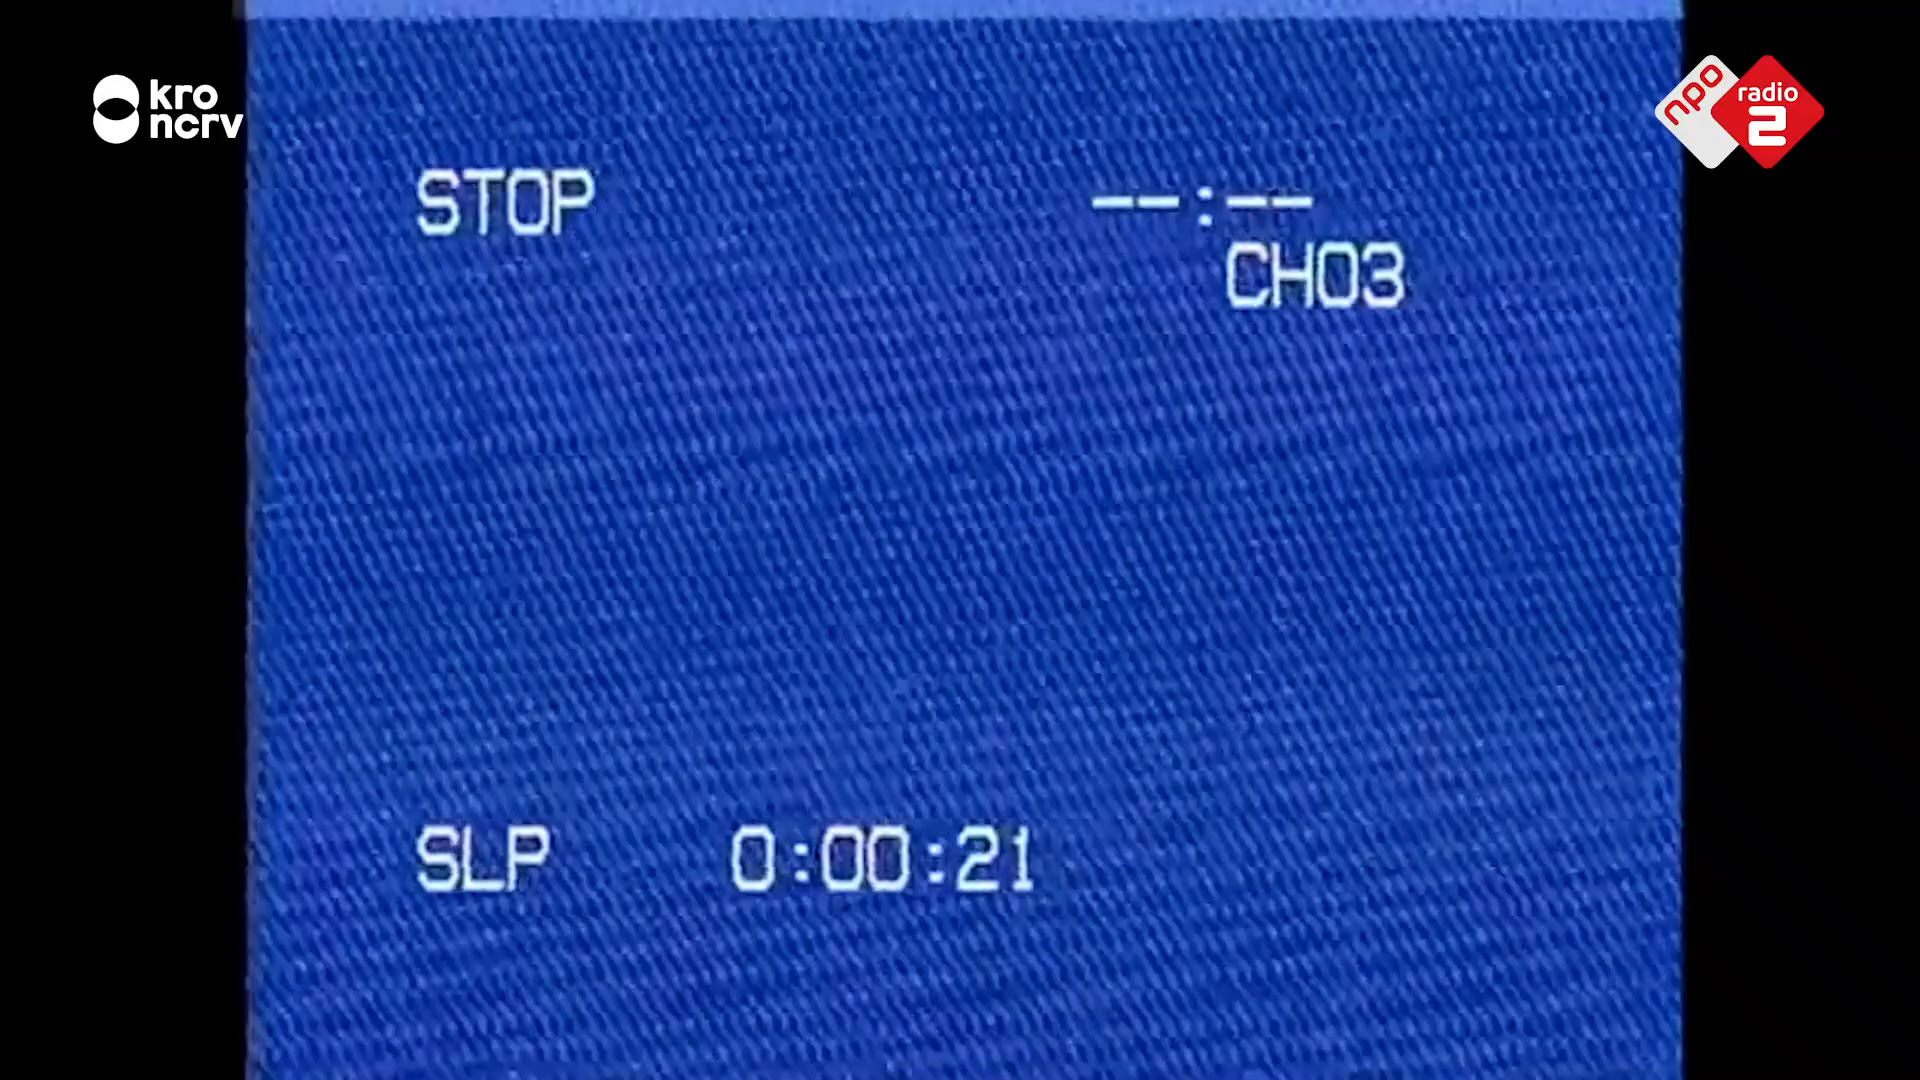 kro
ncrv
npo
radio
2
STOP
--:--
CH03
SLP 0:00:21